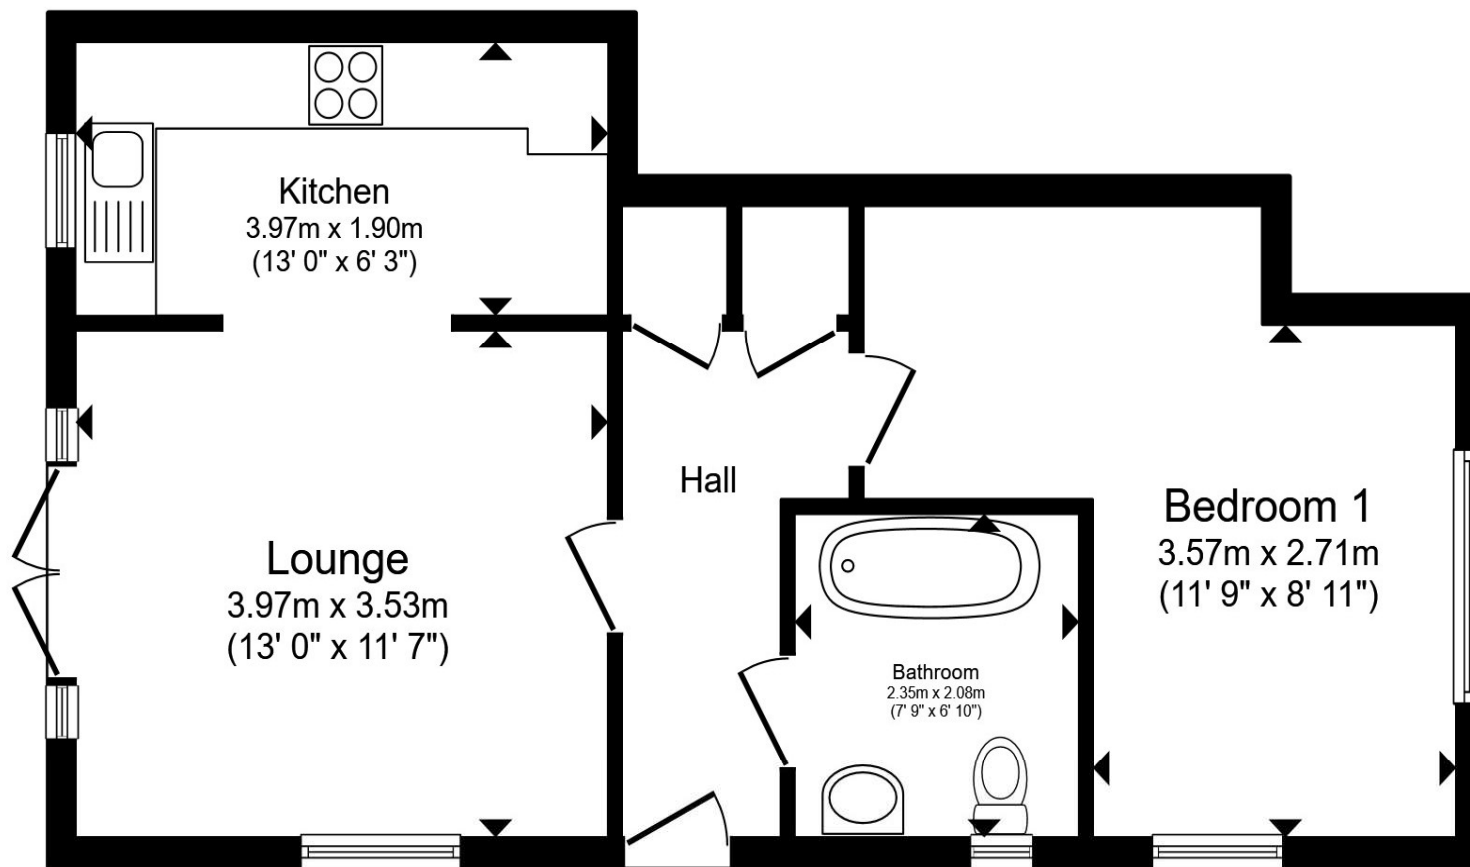 Kitchen
3.97m x 1.90m
(13' 0" x 6' 3")
Hall
Lounge
3.97m x 3.53m
(13' 0" x 11' 7")
Bedroom 1
3.57m x 2.71m
(11' 9" x 8' 11")
Bathroom
2.35m x 2.08m
(7' 9" x 6' 10")